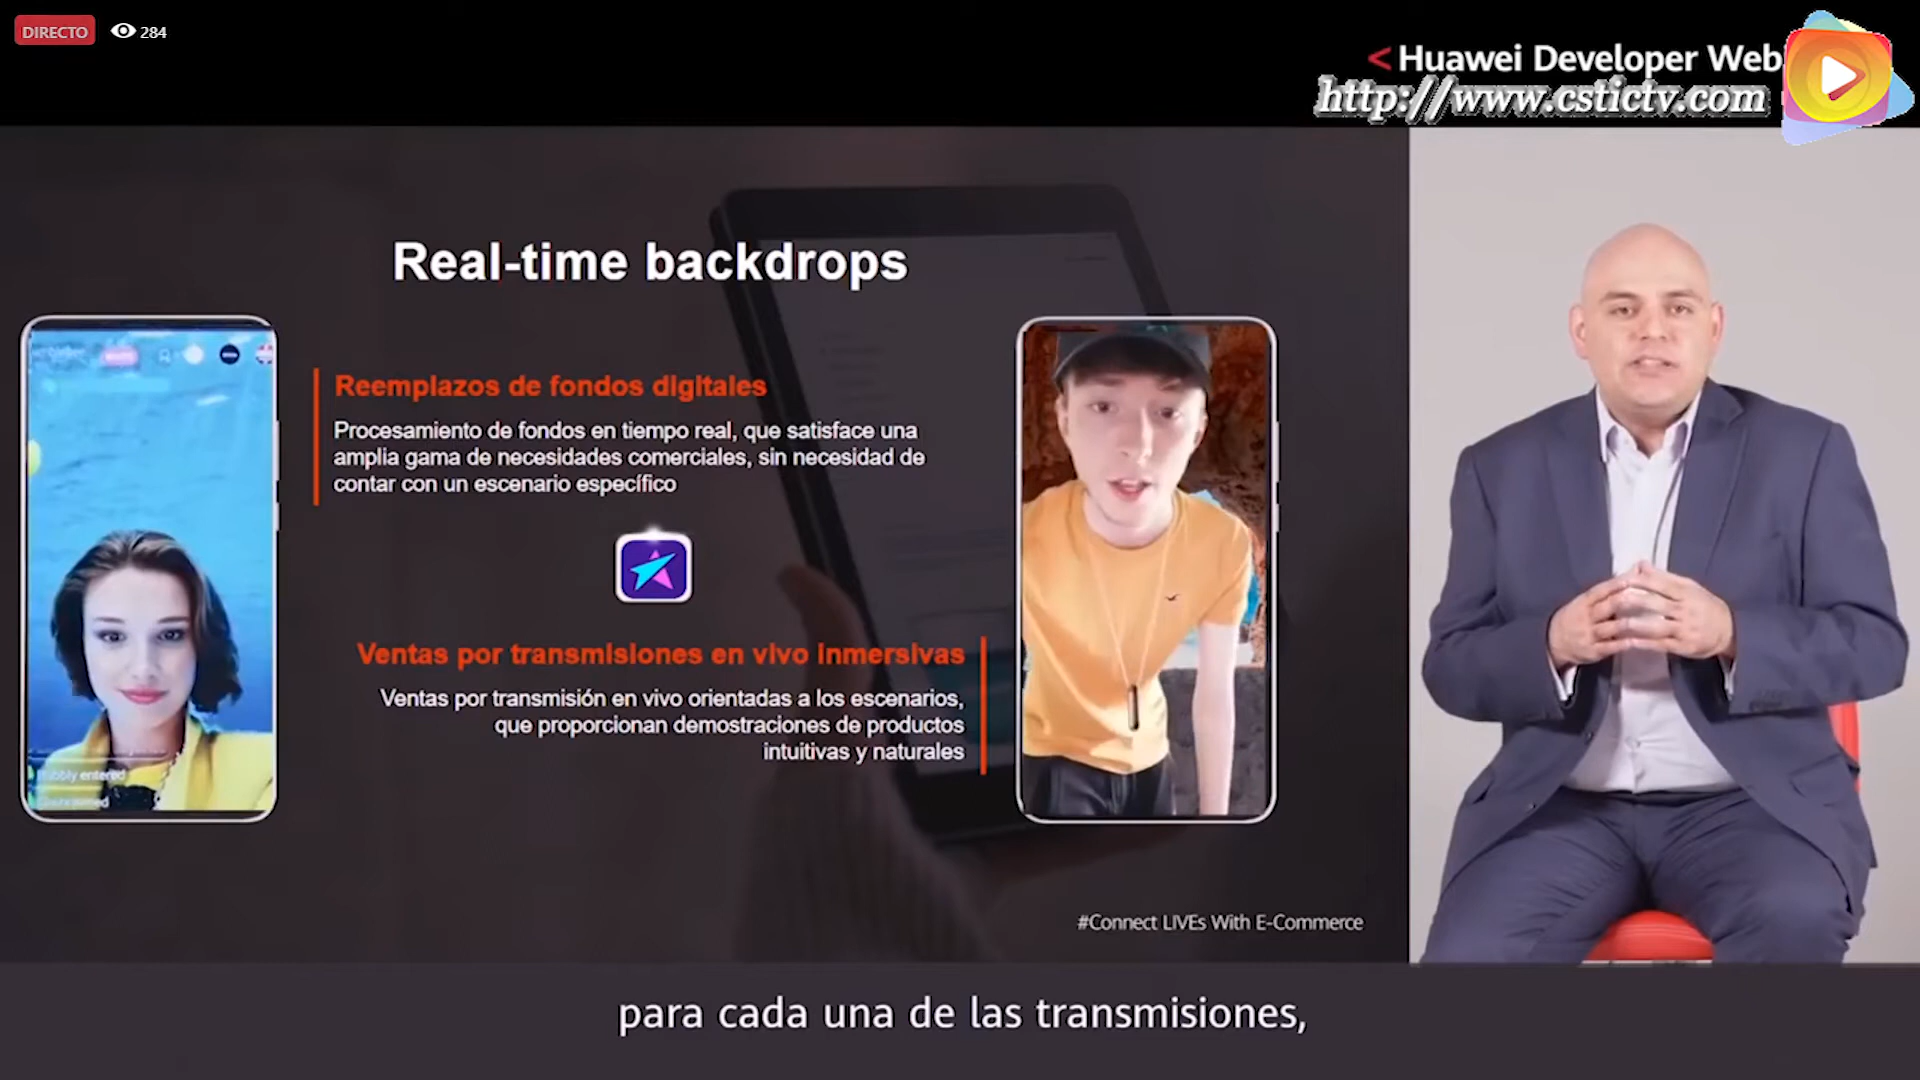 DIRECTO 284
< Huawei Developer Web
http://www.cstictv.com
Real-time backdrops
Reemplazos de fondos digitales
Procesamiento de fondos en tiempo real, que satisface una
amplia gama de necesidades comerciales, sin necesidad de
contar con un escenario específico
Ventas por transmisiones en vivo inmersivas
Ventas por transmisión en vivo orientadas a los escenarios,
que proporcionan demostraciones de productos
intuitivas y naturales
entered
#Connect LIVEs With E-Commerce
para cada una de las transmisiones,